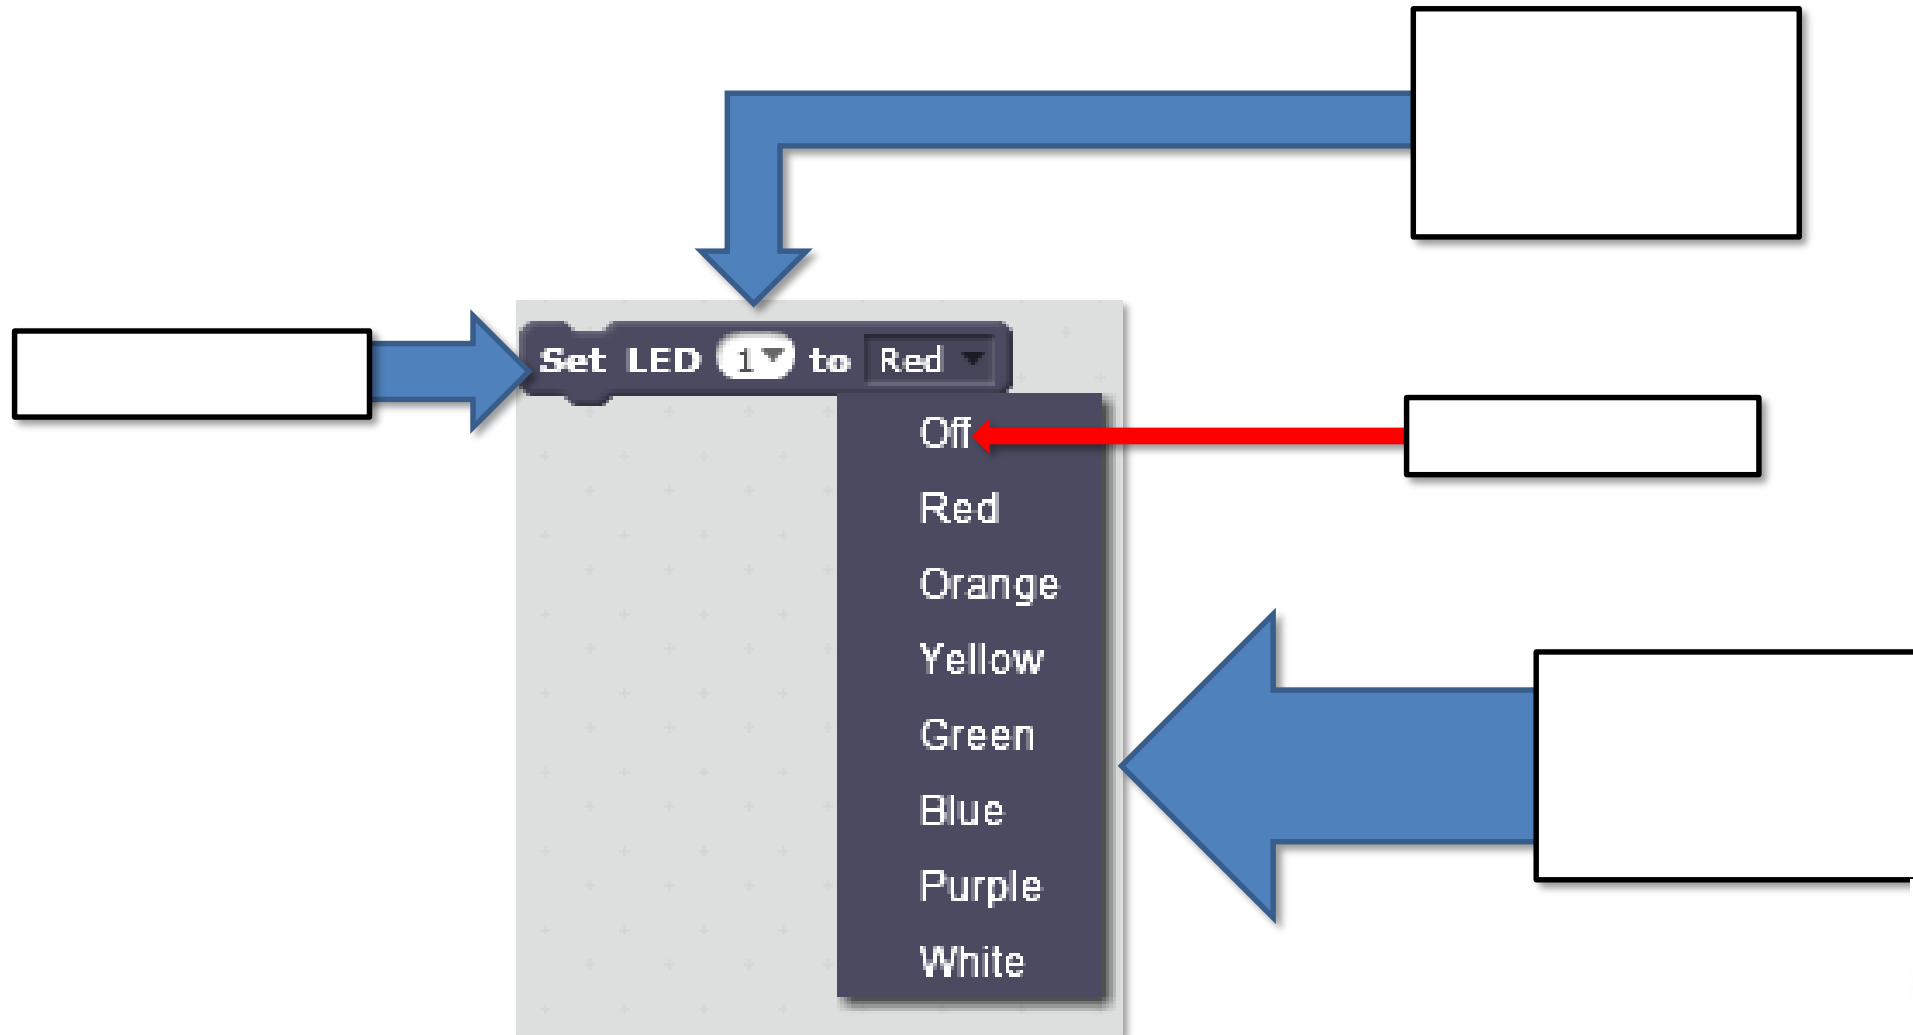 Set LED 1 to Red
Off
Red
Orange
Yellow
Green
Blue
Purple
White